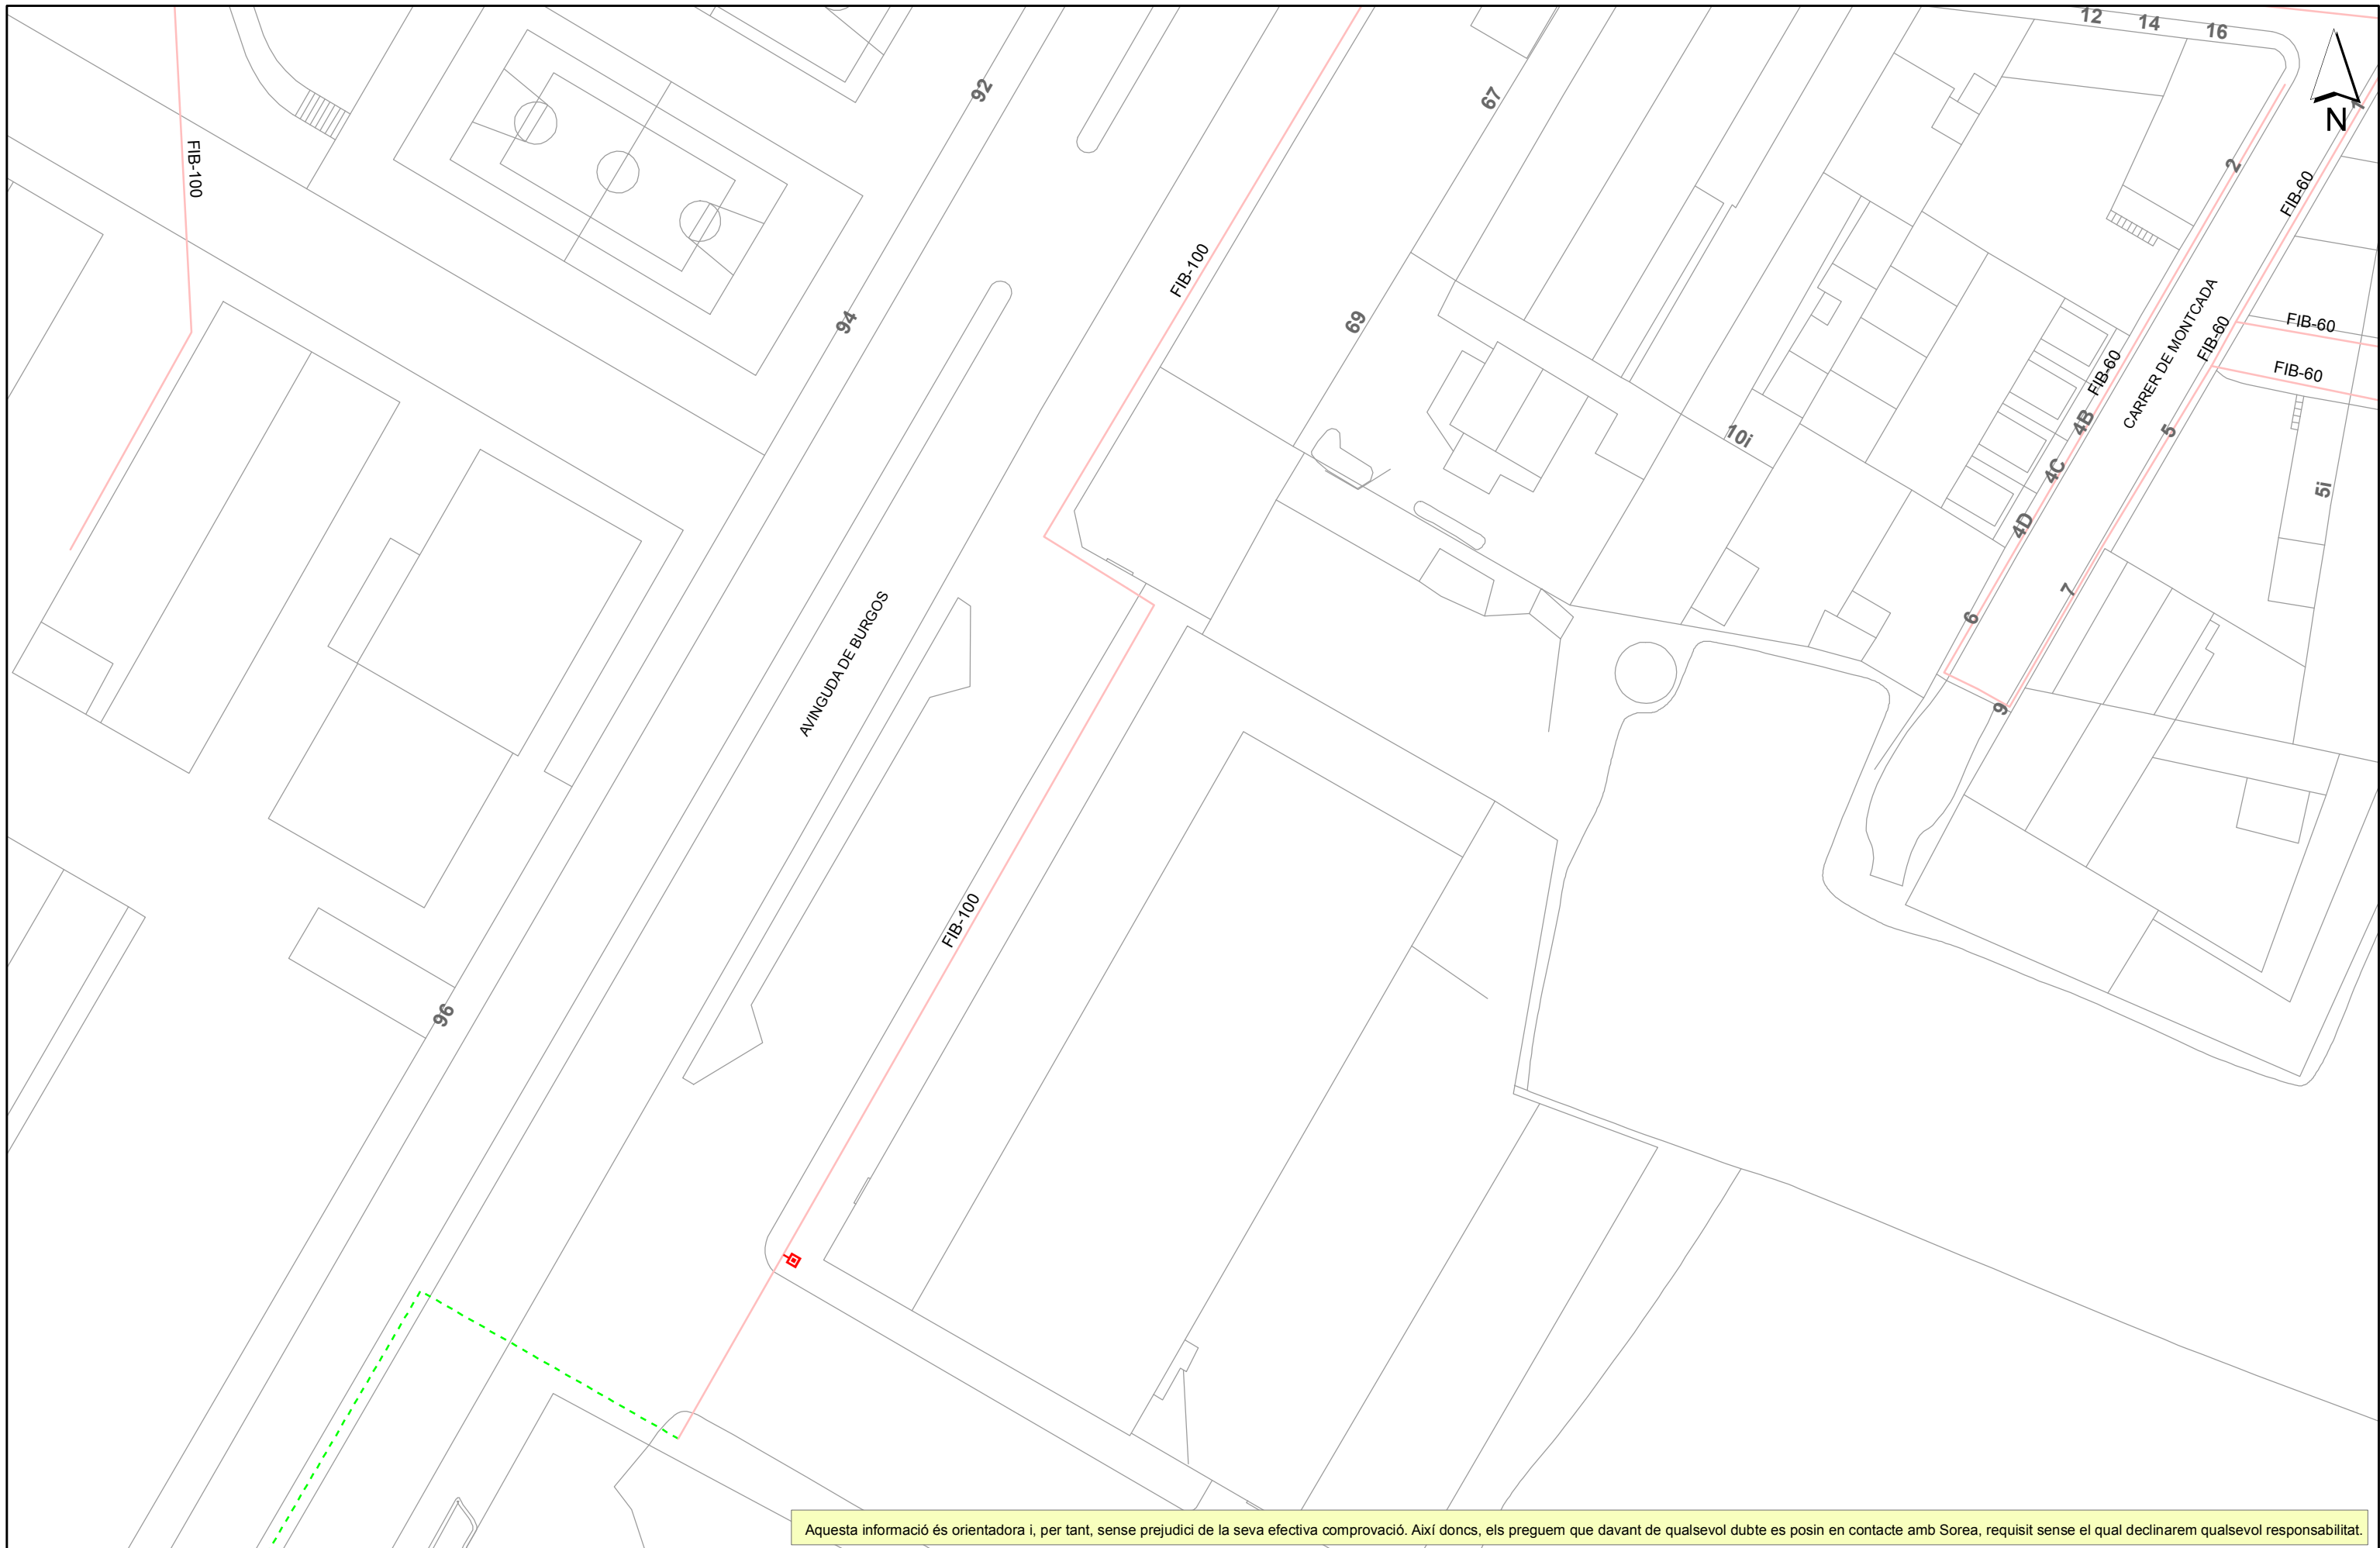 12
14
16
92
67
1
N
FIB-100
2
FIB-60
FIB-100
CARRER DE MONTCADA
94
69
FIB-60
FIB-60
FIB-60
FIB-60
4B
5
10i
4C
5i
4D
7
6
AVINGUDA DE BURGOS
9
FIB-100
96
Aquesta informació és orientadora i, per tant, sense prejudici de la seva efectiva comprovació. Així doncs, els preguem que davant de qualsevol dubte es posin en contacte amb Sorea, requisit sense el qual declinarem qualsevol responsabilitat.